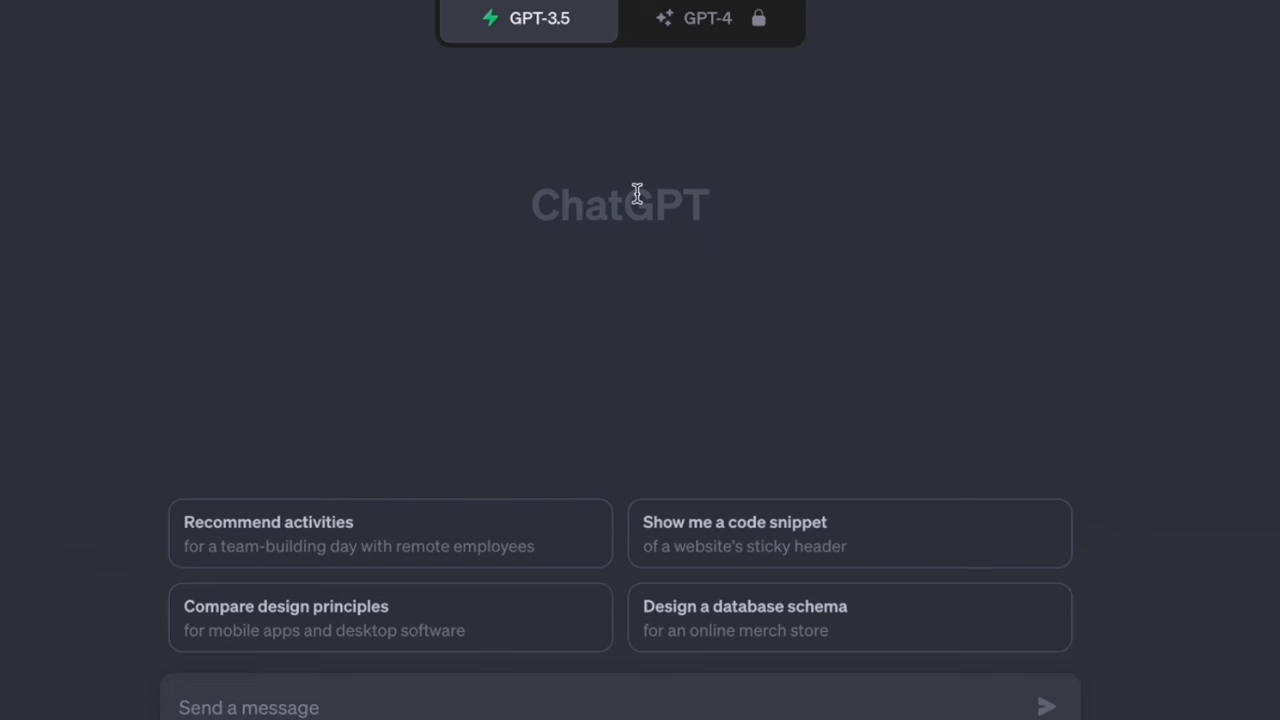 GPT-3.5 GPT-4
ChatGPT
Recommend activities
for a team-building day with remote employees
Show me a code snippet
of a website's sticky header
Compare design principles
for mobile apps and desktop software
Design a database schema
for an online merch store
Send a message